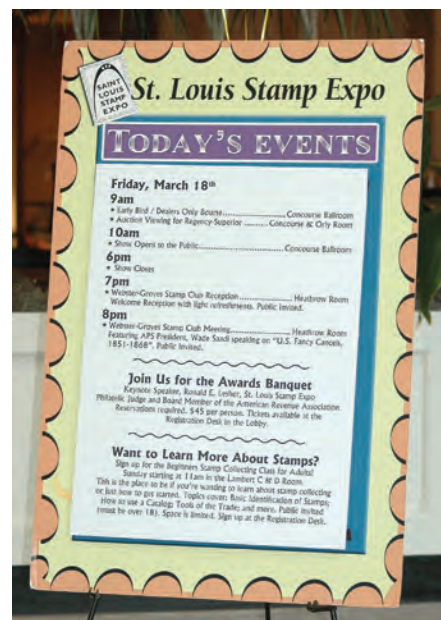 SAINT
LOUIS
STAMP
EXPO
St. Louis Stamp Expo
TODAY'S EVENTS
Friday, March 18th
9am
* Early Bird / Dealers Only Bourse..............................Concourse Ballroom
* Auction Viewing for Regency-Superior ..........Concourse & Orly Room
10am
* Show Opens to the Public..............................Concourse Ballroom
6pm
* Show Closes
7pm
* Webster-Groves Stamp Club Reception....................Heathrow Room
Welcome Reception with light refreshments. Public Invited.
8pm
* Webster-Groves Stamp Club Meeting......................Heathrow Room
Featuring APS President, Wade Saadi speaking on "U.S. Fancy Cancels,
1851-1868". Public Invited.
Join Us for the Awards Banquet
Keynote Speaker, Ronald E. Lesher, St. Louis Stamp Expo
Philatelic Judge and Board Member of the American Revenue Association
Reservations required. $45 per person. Tickets available at the
Registration Desk in the Lobby.
Want to Learn More About Stamps?
Sign up for the Beginners Stamp Collecting Class for Adults!
Sunday starting at 11am in the Lambert C & D Room.
This is the place to be if you're wanting to learn about stamp collecting
or just how to get started. Topics cover: Basic Identification of Stamps;
How to use a Catalog; Tools of the Trade; and more. Public Invited
(must be over 18). Space is limited. Sign up at the Registration Desk.